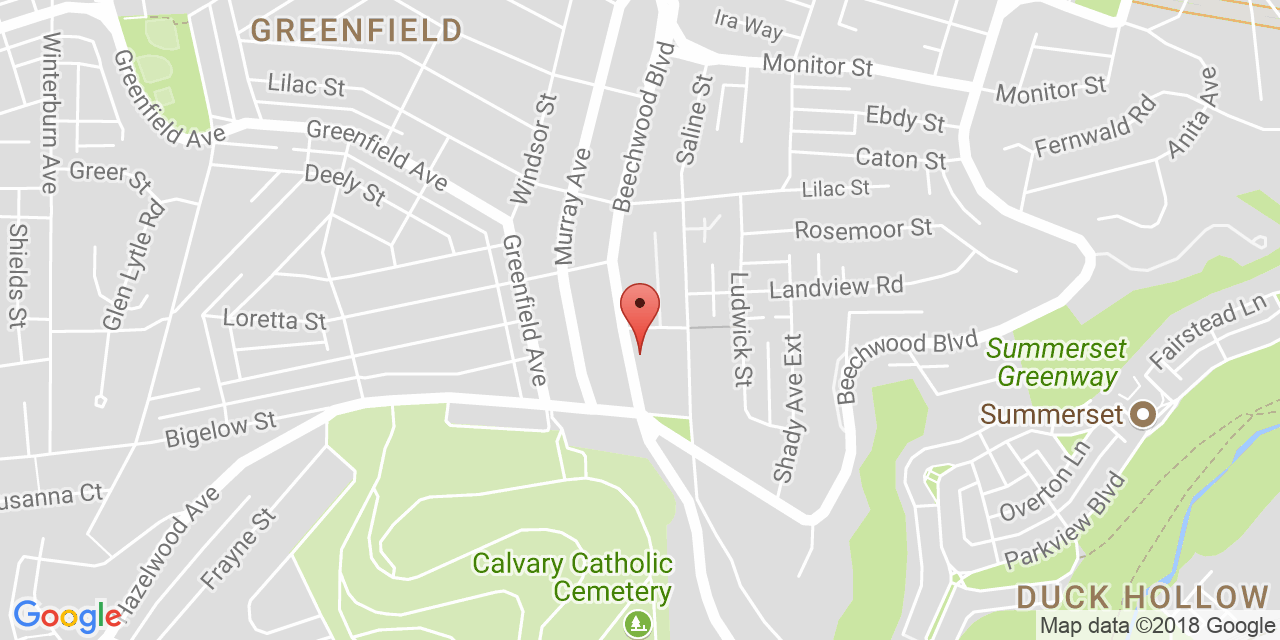 GREENFIELD
Ira Way
Monitor St
Monitor St
Winterburn Ave
Greenfield Ave
Lilac St
Windsor St
Murray Ave
Beechwood Blvd
Saline St
Ebdy St
Fernwald Rd
Anita Ave
Greenfield Ave
Caton St
Greer St
Deely St
Lilac St
Rosemoor St
Shields St
Glen Lytle Rd
Greenfield Ave
Ludwick St
Landview Rd
Loretta St
Shady Ave Ext
Beechwood Blvd
Summerset
Greenway
Fairstead Ln
Summerset
Bigelow St
usanna Ct
Hazelwood Ave
Frayne St
Overton Ln
Parkview Blvd
Calvary Catholic
Cemetery
DUCK HOLLOW
Google
Map data ©2018 Google